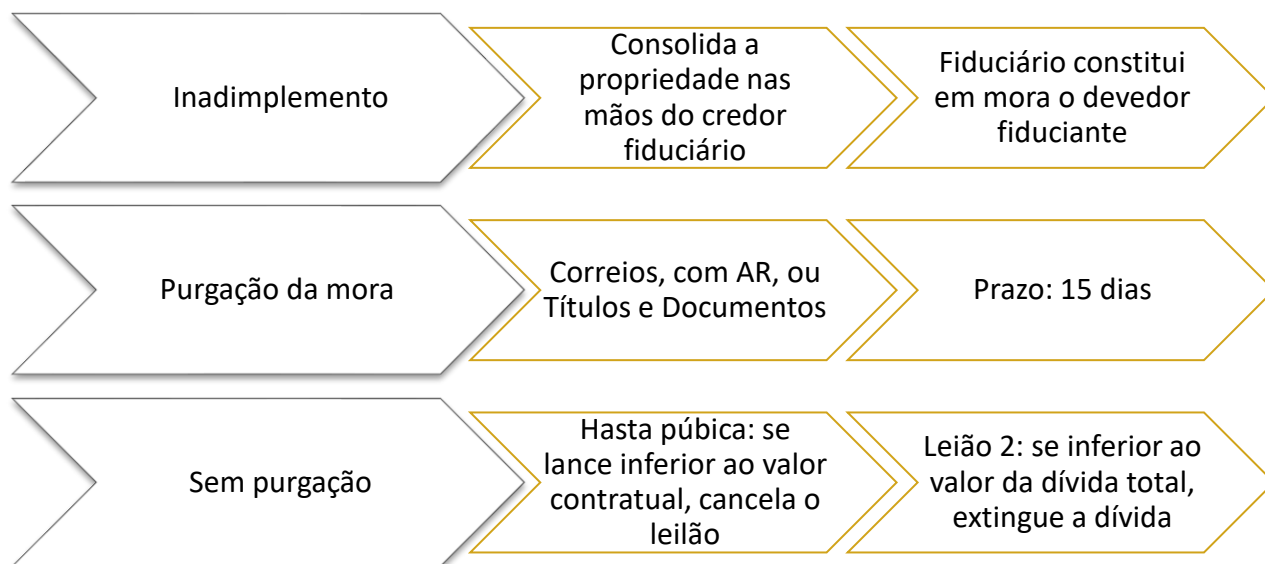 Inadimplemento
Consolida a
propriedade nas
mãos do credor
fiduciário
Fiduciário constitui
em mora o devedor
fiduciante
Purgação da mora
Correios, com AR, ou
Títulos e Documentos
Prazo: 15 dias
Sem purgação
Hasta púbica: se
lance inferior ao valor
contratual, cancela o
leilão
Leião 2: se inferior ao
valor da dívida total,
extingue a dívida